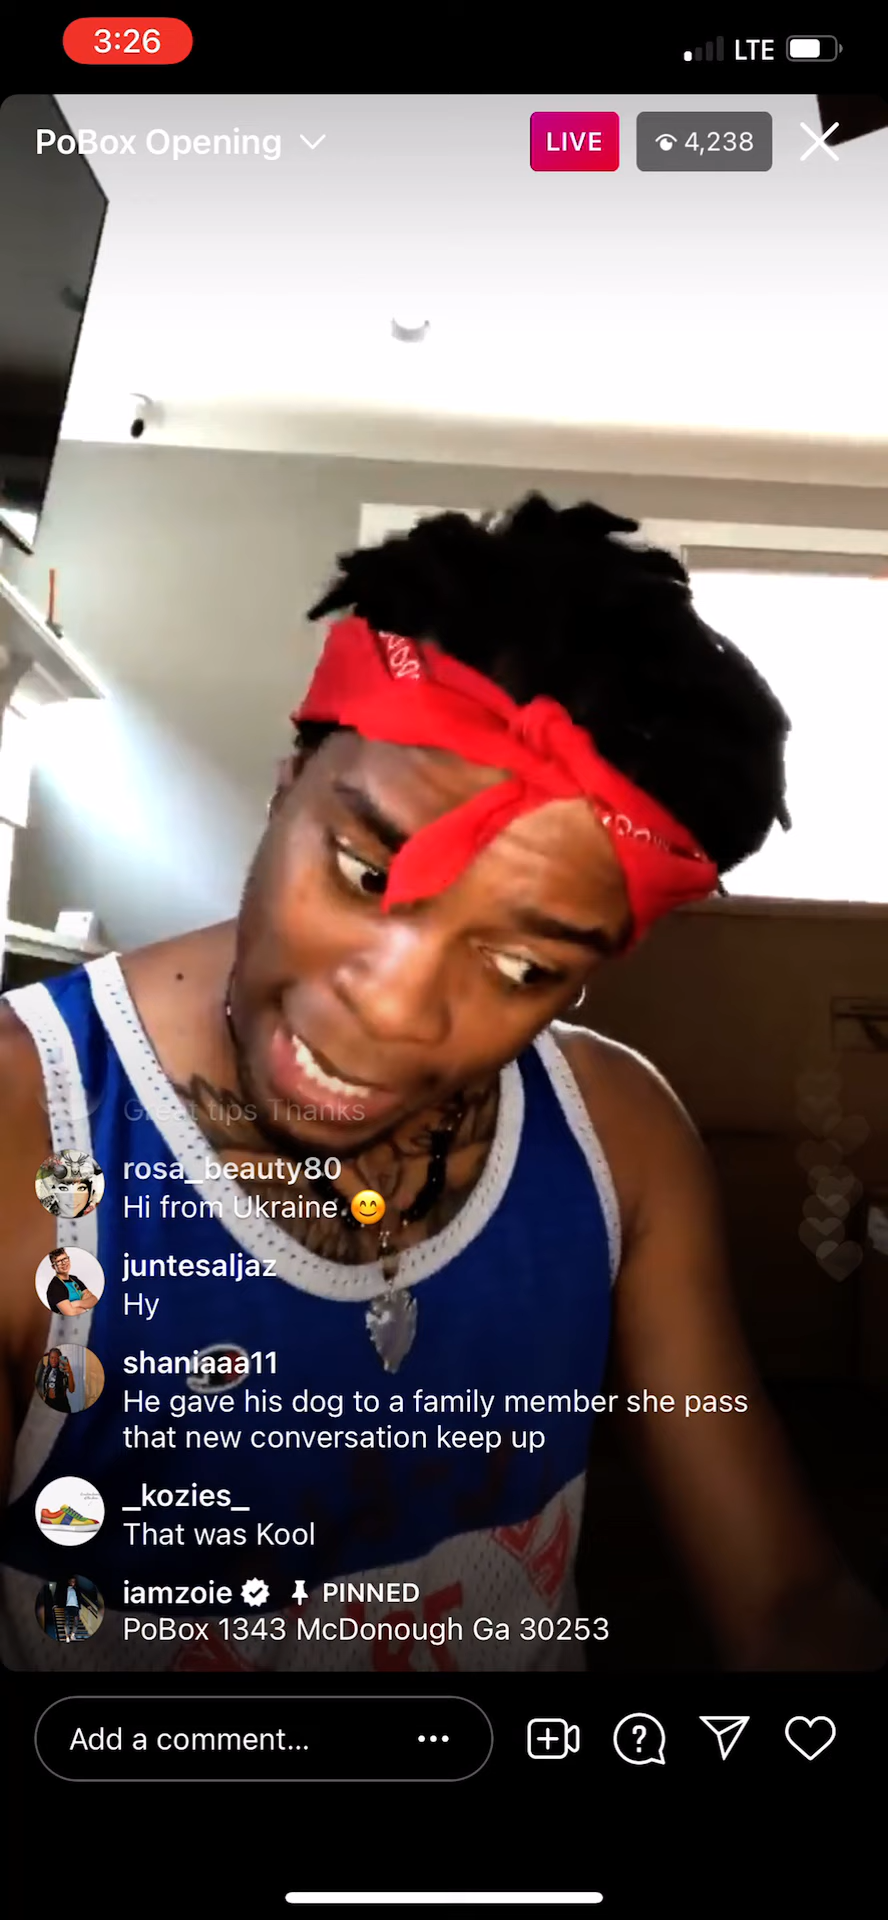 3:26
LTE
PoBox Opening
LIVE
4,238
Great tips Thanks
rosa_beauty80
Hi from Ukraine 😊
juntesaljaz
Hy
shaniaaa11
He gave his dog to a family member she pass
that new conversation keep up
_kozies_
That was Kool
iamzoie PINNED
PoBox 1343 McDonough Ga 30253
Add a comment...